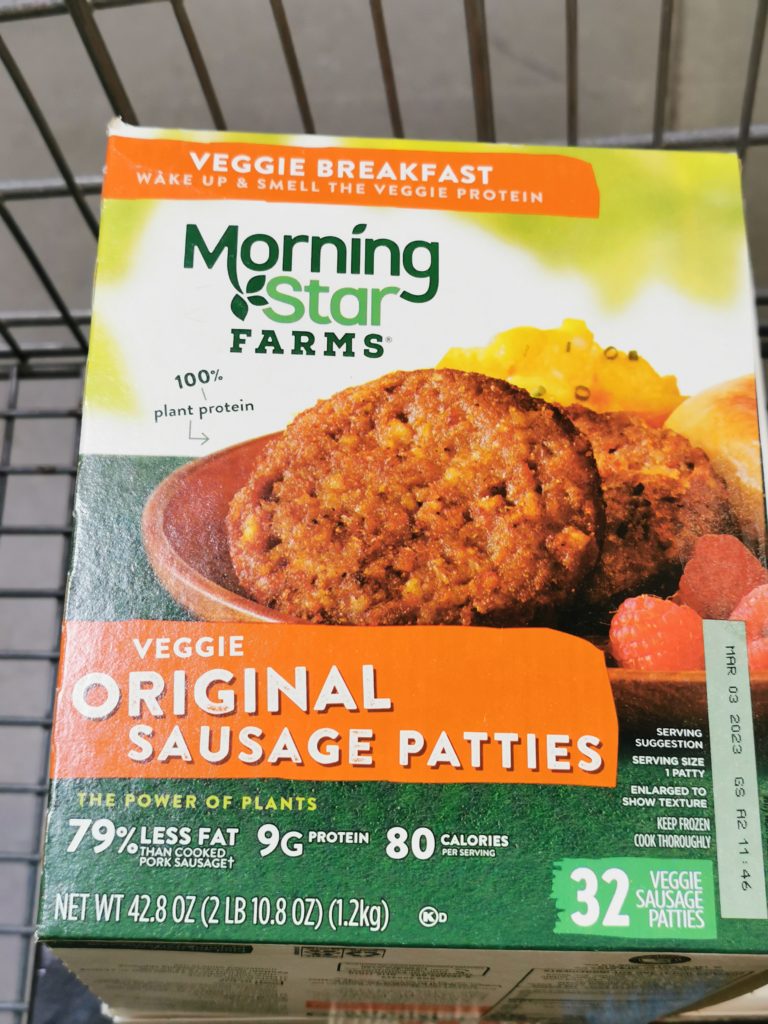 VEGGIE BREAKFAST
WAKE UP & SMELL THE VEGGIE PROTEIN
Morning
Star
FARMS®
100%
plant protein
VEGGIE
ORIGINAL
SAUSAGE PATTIES
SERVING
SUGGESTION
SERVING SIZE
1 PATTY
ENLARGED TO
SHOW TEXTURE
KEEP FROZEN
COOK THOROUGHLY
MAR 03 2023 GS A2 11:46
THE POWER OF PLANTS
79% LESS FAT
THAN COOKED
PORK SAUSAGE†
9G PROTEIN
80 CALORIES
PER SERVING
32 VEGGIE
SAUSAGE
PATTIES
NET WT 42.8 OZ (2 LB 10.8 OZ) (1.2kg)
K D